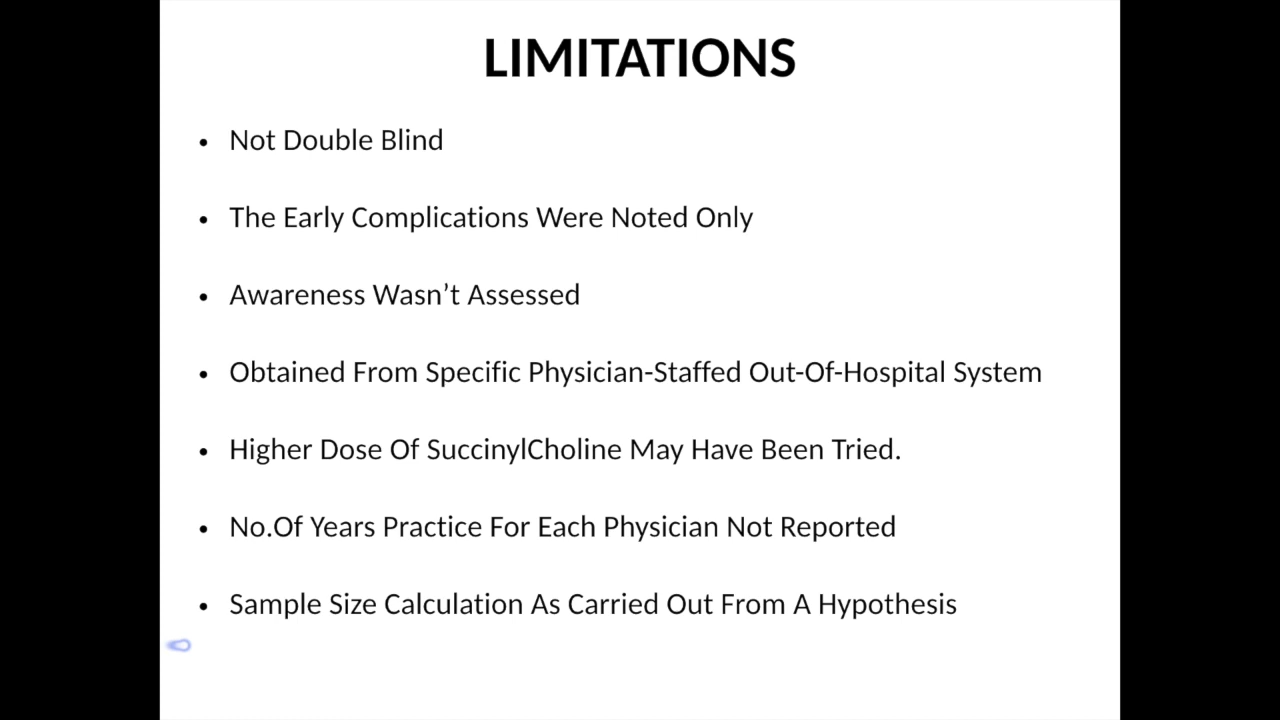 LIMITATIONS
• Not Double Blind
• The Early Complications Were Noted Only
• Awareness Wasn’t Assessed
• Obtained From Specific Physician-Staffed Out-Of-Hospital System
• Higher Dose Of SuccinylCholine May Have Been Tried.
• No.Of Years Practice For Each Physician Not Reported
• Sample Size Calculation As Carried Out From A Hypothesis